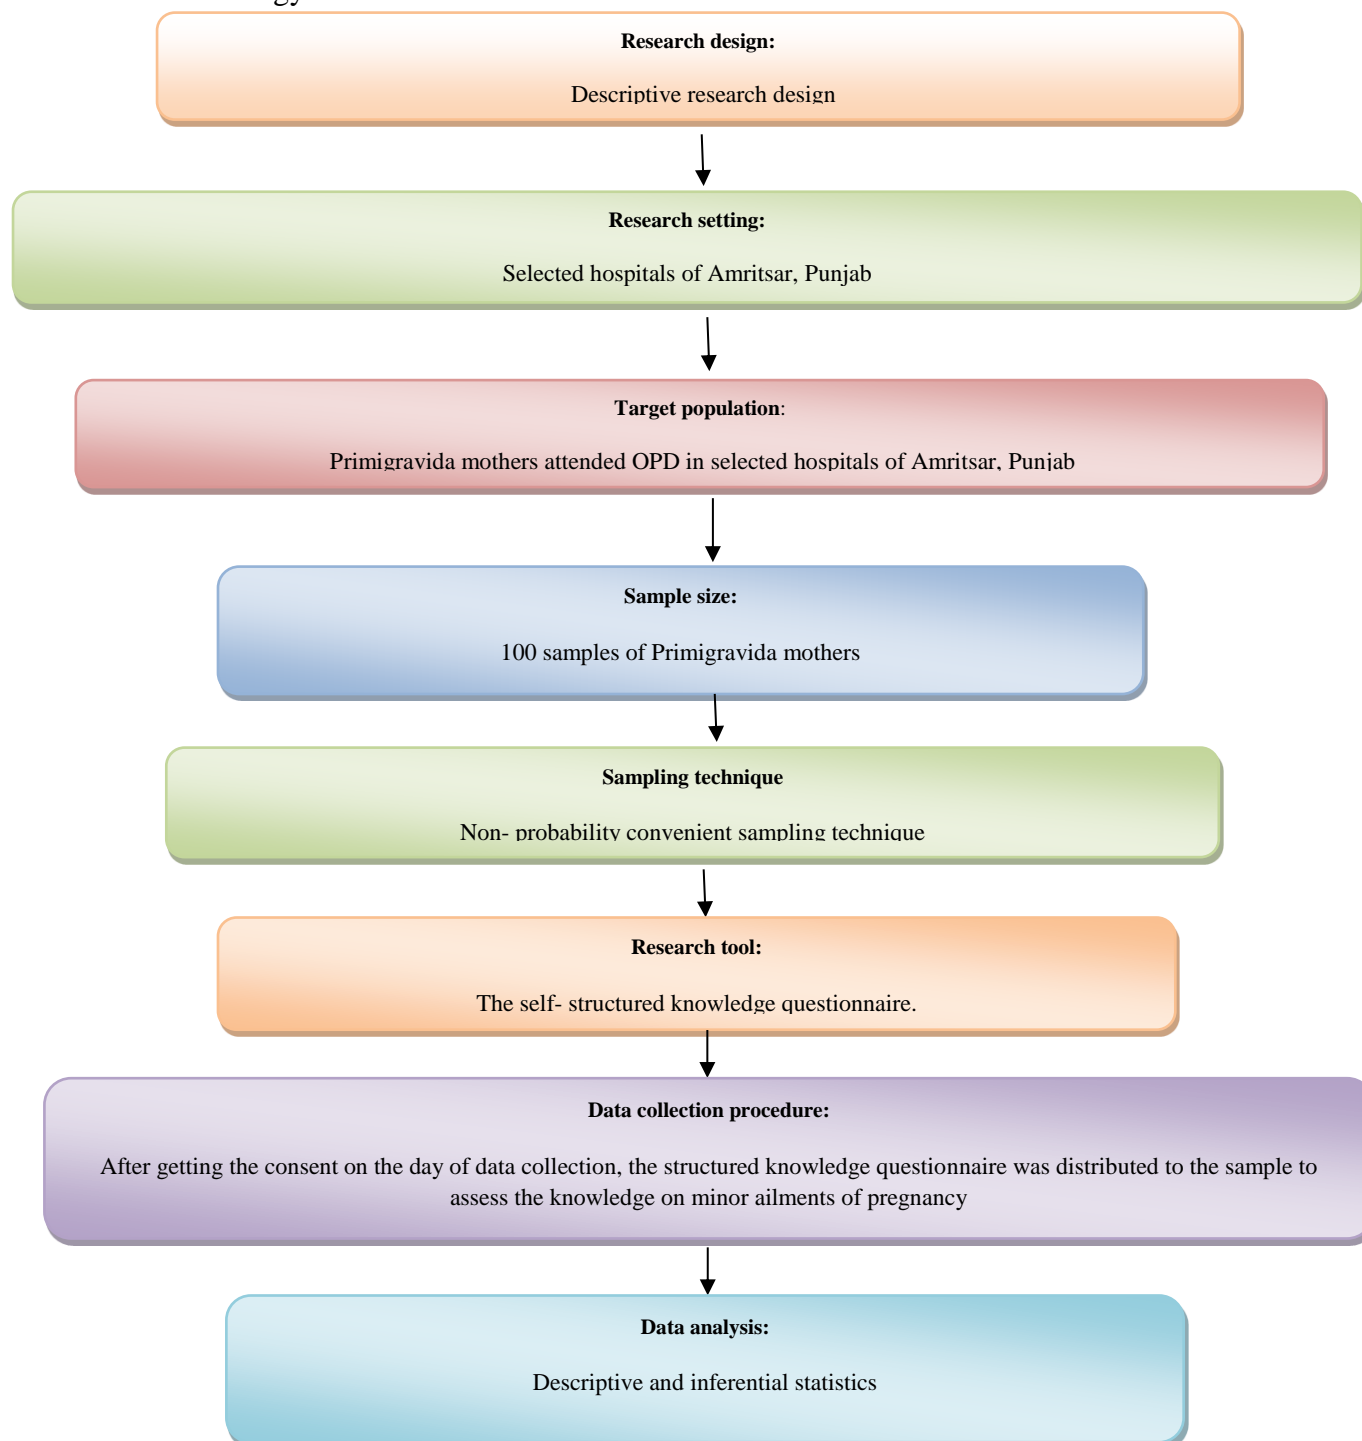 gy
Research design:
Descriptive research design
Research setting:
Selected hospitals of Amritsar, Punjab
Target population:
Primigravida mothers attended OPD in selected hospitals of Amritsar, Punjab
Sample size:
100 samples of Primigravida mothers
Sampling technique
Non- probability convenient sampling technique
Research tool:
The self- structured knowledge questionnaire.
Data collection procedure:
After getting the consent on the day of data collection, the structured knowledge questionnaire was distributed to the sample to
assess the knowledge on minor ailments of pregnancy
Data analysis:
Descriptive and inferential statistics